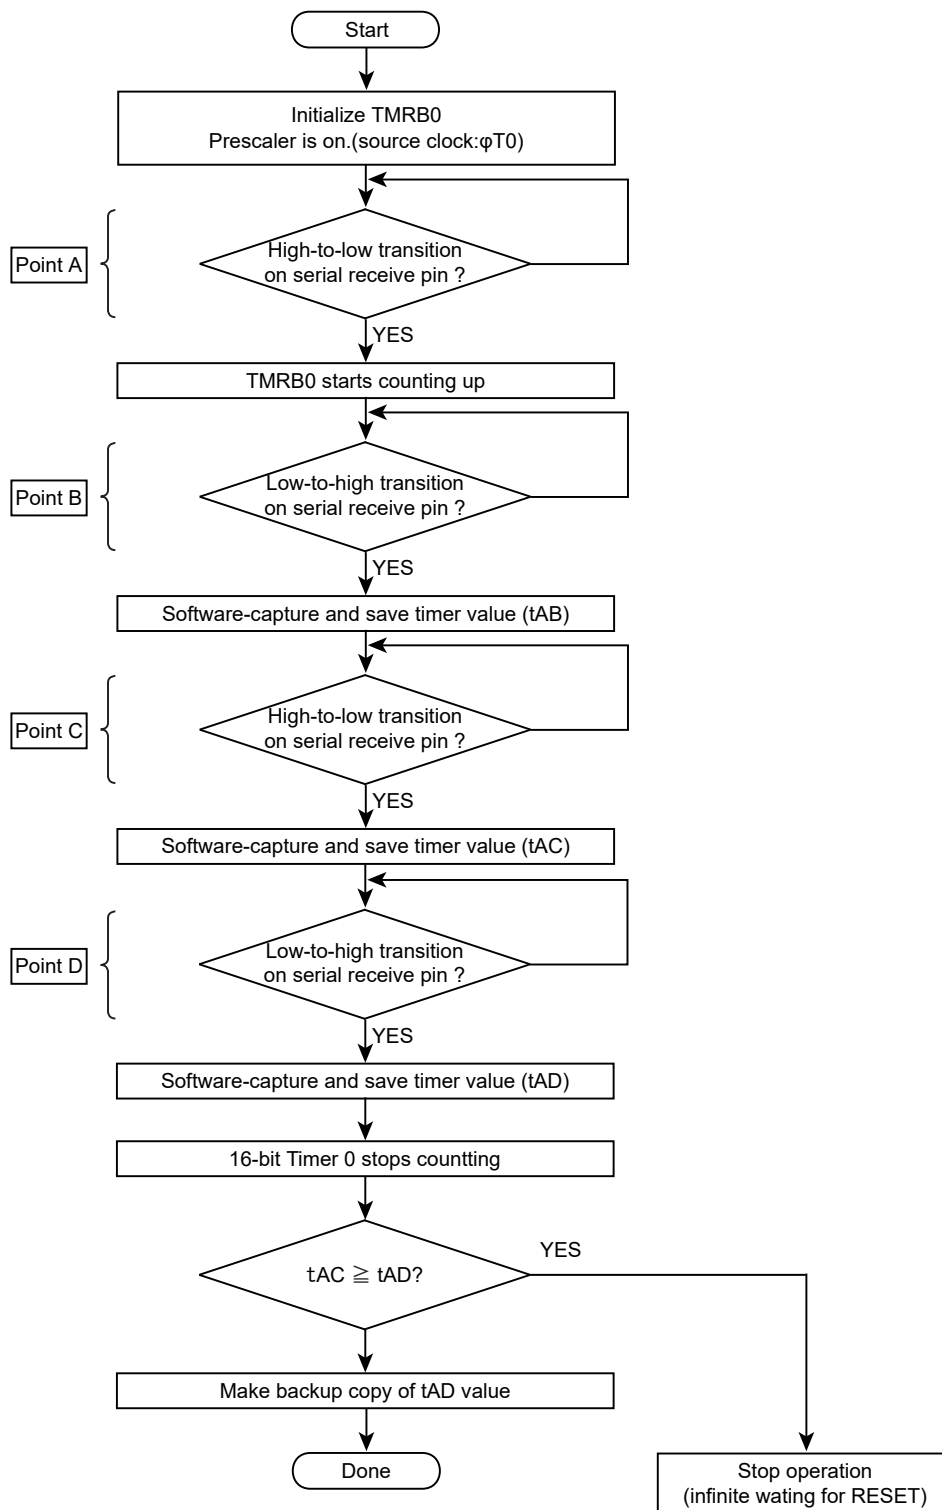 Start
Initialize TMRB0
Prescaler is on.(source clock:φT0)
Point A
High-to-low transition
on serial receive pin ?
YES
TMRB0 starts counting up
Point B
Low-to-high transition
on serial receive pin ?
YES
Software-capture and save timer value (tAB)
Point C
High-to-low transition
on serial receive pin ?
YES
Software-capture and save timer value (tAC)
Point D
Low-to-high transition
on serial receive pin ?
YES
Software-capture and save timer value (tAD)
16-bit Timer 0 stops countting
tAC ≧ tAD?
YES
Make backup copy of tAD value
Done
Stop operation
(infinite wating for RESET)